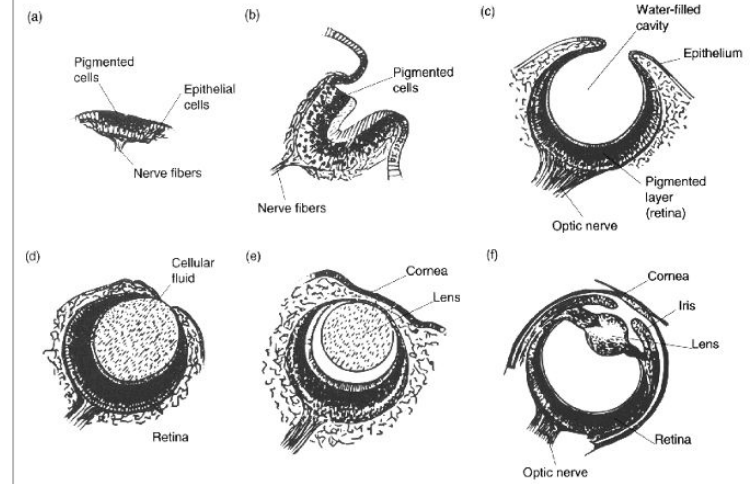 (a)
Pigmented
cells
Epithelial
cells
Nerve fibers
(b)
Pigmented
cells
Nerve fibers
(c)
Water-filled
cavity
Epithelium
Pigmented
layer
(retina)
Optic nerve
(d)
Cellular
fluid
Retina
(e)
Cornea
Lens
(f)
Cornea
Iris
Lens
Retina
Optic nerve